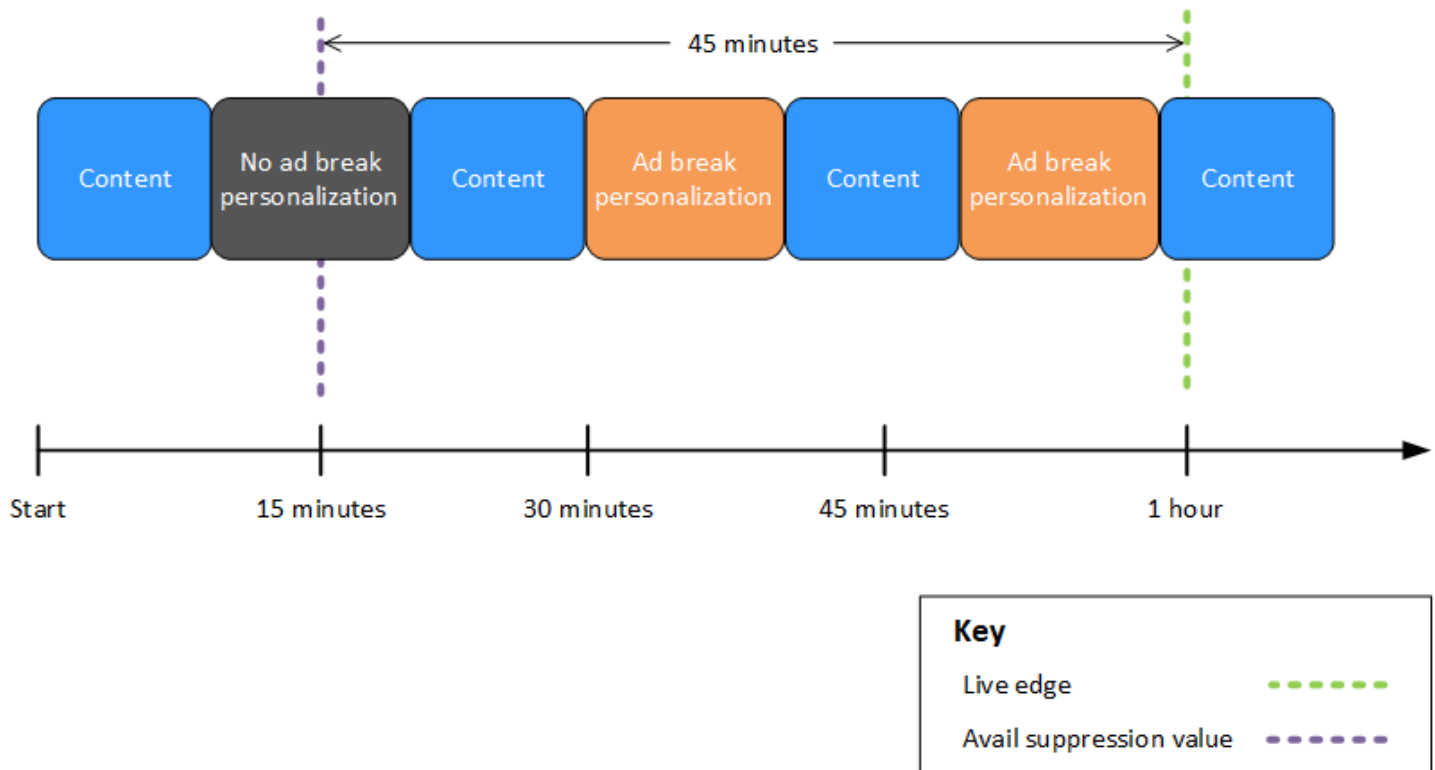 45 minutes
Content
No ad break
personalization
Content
Ad break
personalization
Content
Ad break
personalization
Content
Start
15 minutes
30 minutes
45 minutes
1 hour
Key
Live edge
Avail suppression value